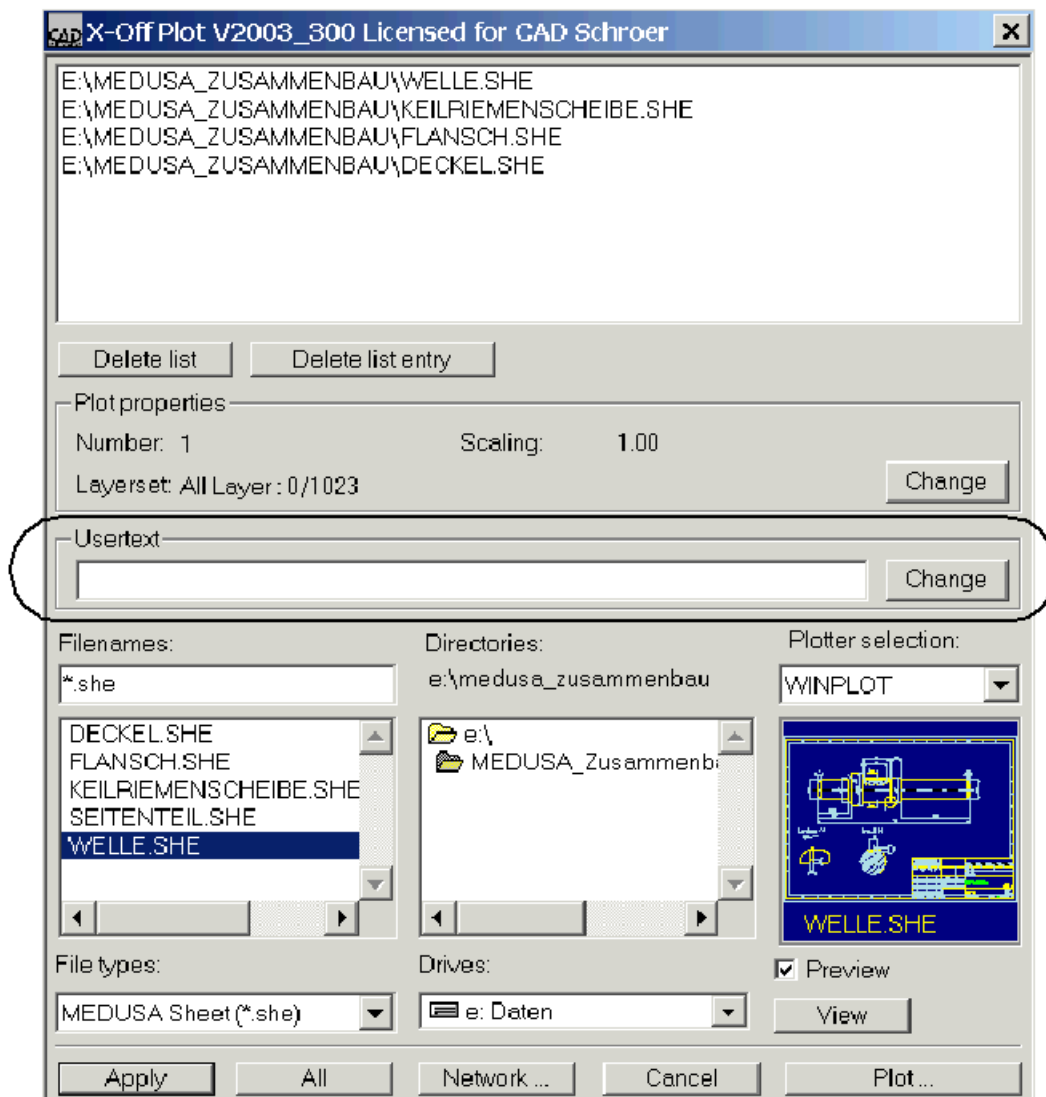 CAD X-Off Plot V2003_300 Licensed for CAD Schroer
E:\MEDUSA_ZUSAMMENBAU\WELLE.SHE
E:\MEDUSA_ZUSAMMENBAU\KEILRIEMENSCHEIBE.SHE
E:\MEDUSA_ZUSAMMENBAU\FLANSCH.SHE
E:\MEDUSA_ZUSAMMENBAU\DECKEL.SHE
Delete list Delete list entry
Plot properties
Number: 1 Scaling: 1.00
Layerset: All Layer : 0/1023 Change
Usertext
Change
Filenames: Directories: Plotter selection:
*.she e:\medusa_zusammenbau WINPLOT
DECKEL.SHE e:\
FLANSCH.SHE MEDUSA_Zusammenba
KEILRIEMENSCHEIBE.SHE
SEITENTEIL.SHE
WELLE.SHE
WELLE.SHE
File types: Drives: Preview
MEDUSA Sheet (*.she) e: Daten View
Apply All Network ... Cancel Plot ...